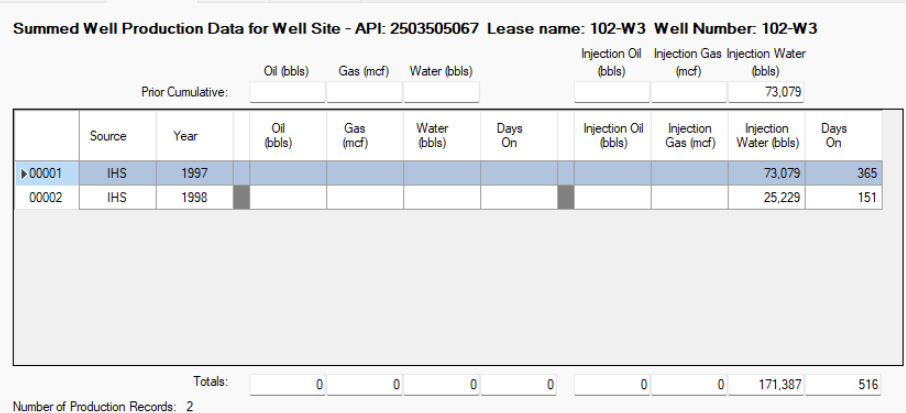 Summed Well Production Data for Well Site - API: 2503505067 Lease name: 102-W3 Well Number: 102-W3
Oil (bbls) Gas (mcf) Water (bbls) Injection Oil (bbls) Injection Gas (mcf) Injection Water (bbls)
Prior Cumulative: 73,079
Source Year Oil (bbls) Gas (mcf) Water (bbls) Days On Injection Oil (bbls) Injection Gas (mcf) Injection Water (bbls) Days On
00001 IHS 1997 73,079 365
00002 IHS 1998 25,229 151
Totals: 0 0 0 0 0 0 171,387 516
Number of Production Records: 2